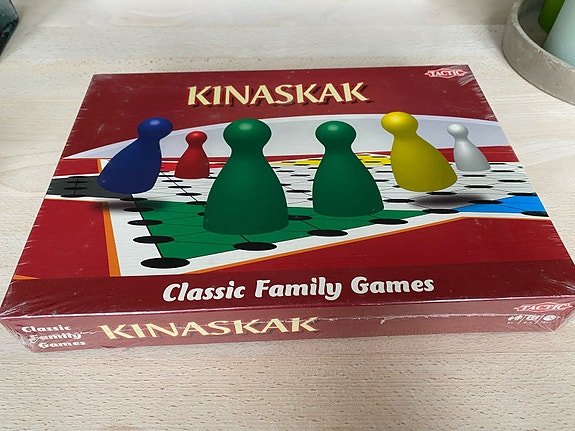 TACTIC
KINASKAK
Classic Family Games
Classic
Family
Games
KINASKAK
TACTIC